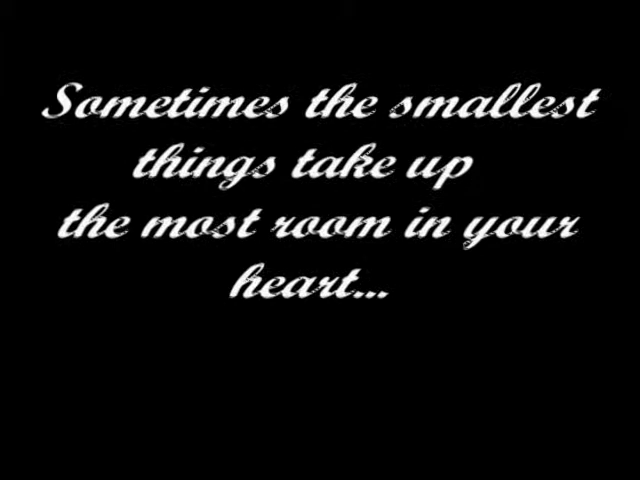 Sometimes the smallest
things take up
the most room in your
heart...